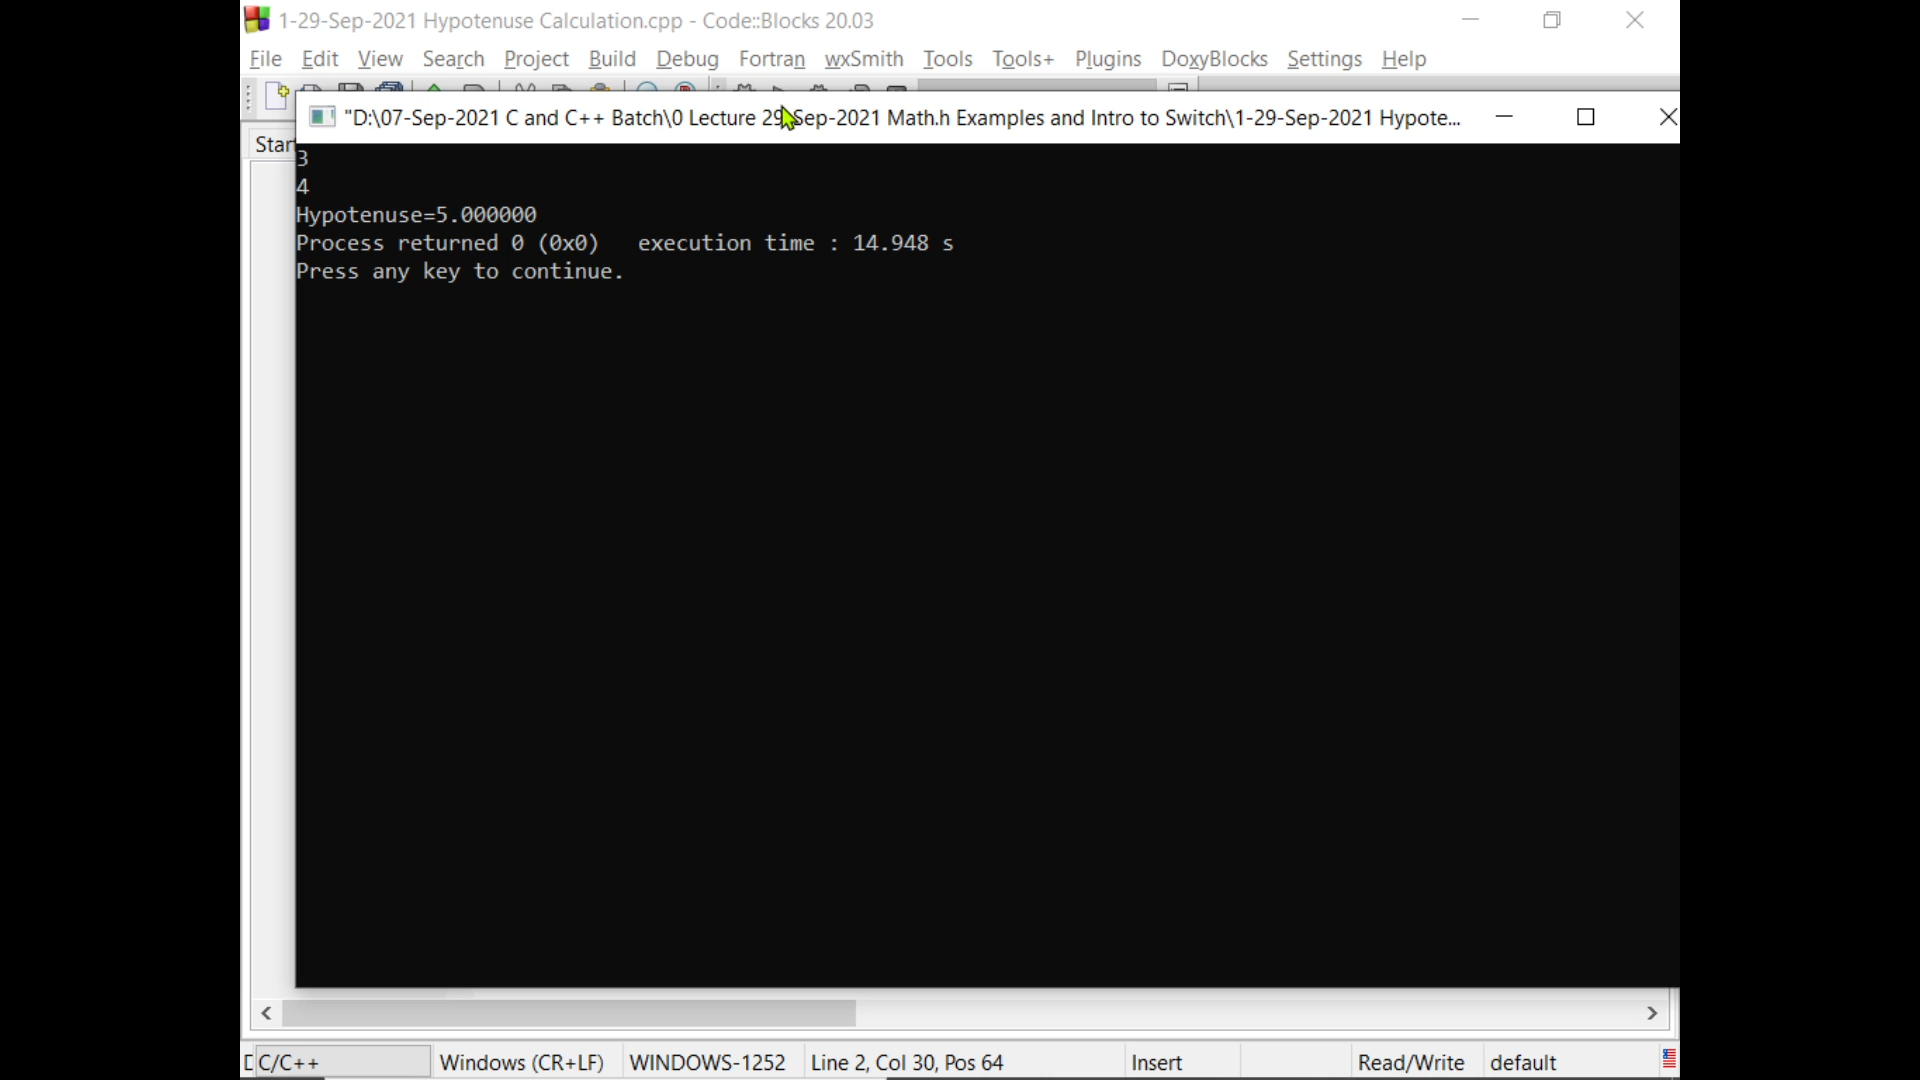 1-29-Sep-2021 Hypotenuse Calculation.cpp - Code::Blocks 20.03
File Edit View Search Project Build Debug Fortran wxSmith Tools Tools+ Plugins DoxyBlocks Settings Help
"D:\07-Sep-2021 C and C++ Batch\0 Lecture 29-Sep-2021 Math.h Examples and Intro to Switch\1-29-Sep-2021 Hypote...
Star
3
4
Hypotenuse=5.000000
Process returned 0 (0x0)   execution time : 14.948 s
Press any key to continue.
C/C++ Windows (CR+LF) WINDOWS-1252 Line 2, Col 30, Pos 64 Insert Read/Write default